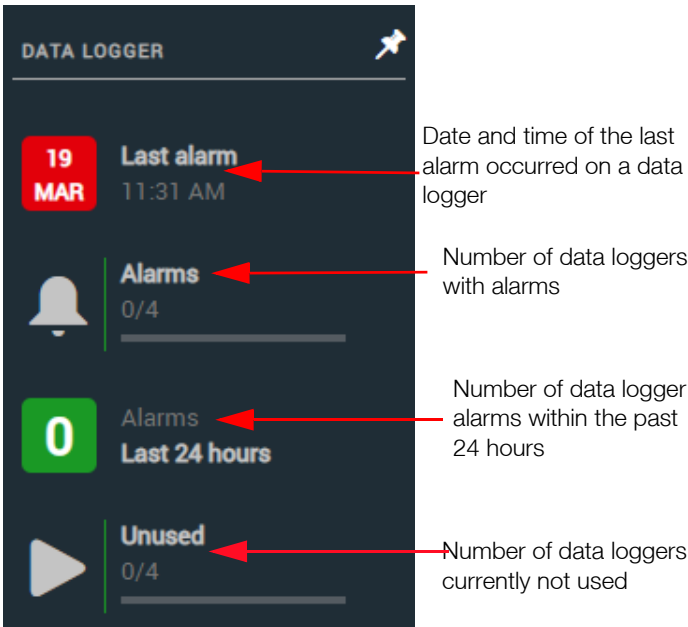 DATA LOGGER
19
MAR
Last alarm
11:31 AM
Date and time of the last
alarm occurred on a data
logger
Alarms
0/4
Number of data loggers
with alarms
0
Alarms
Last 24 hours
Number of data logger
alarms within the past
24 hours
Unused
0/4
Number of data loggers
currently not used